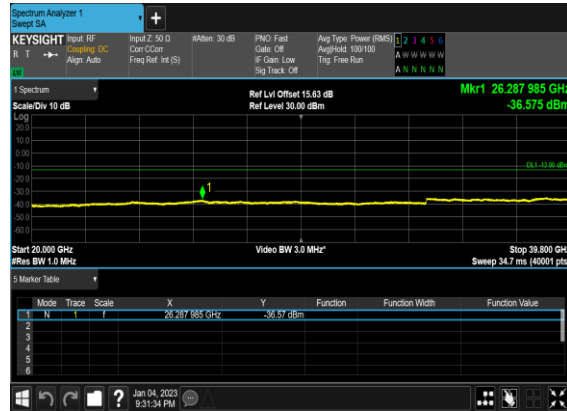 Spectrum Analyzer 1
Swept SA
KEYSIGHT Input: RF Input Z: 50 Ω #Atten: 30 dB PNO: Fast Avg Type: Power (RMS) 1 2 3 4 5 6
R T Coupling: DC Corr CCorr Gate: Off Avg|Hold: 100/100 A W W W W W
Align: Auto Freq Ref: Int (S) IF Gain: Low Trig: Free Run
Sig Track: Off A N N N N N
1 Spectrum Ref Lvl Offset 15.63 dB Mkr1 26.287 985 GHz
Scale/Div 10 dB Ref Level 30.00 dBm -36.575 dBm
Log
20.0
10.0
0.00
-10.0 DL1 -13.00 dBm
-20.0
-30.0 1
-40.0
-50.0
-60.0
Start 20.000 GHz Video BW 3.0 MHz* Stop 39.800 GHz
#Res BW 1.0 MHz Sweep 34.7 ms (40001 pts)
5 Marker Table
Mode Trace Scale X Y Function Function Width Function Value
1 N 1 f 26.287 985 GHz -36.57 dBm
2
3
4
5
6
? Jan 04, 2023
9:31:34 PM